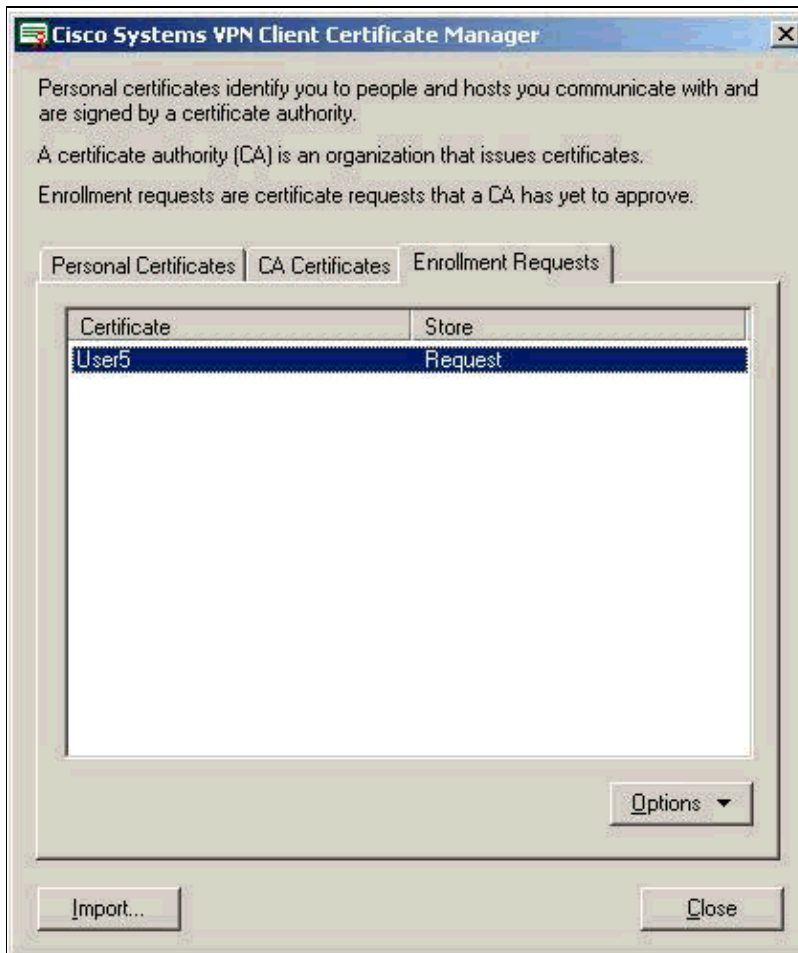 Cisco Systems VPN Client Certificate Manager
Personal certificates identify you to people and hosts you communicate with and
are signed by a certificate authority.
A certificate authority (CA) is an organization that issues certificates.
Enrollment requests are certificate requests that a CA has yet to approve.
Personal Certificates CA Certificates Enrollment Requests
Certificate Store
User5 Request
Options
Import... Close